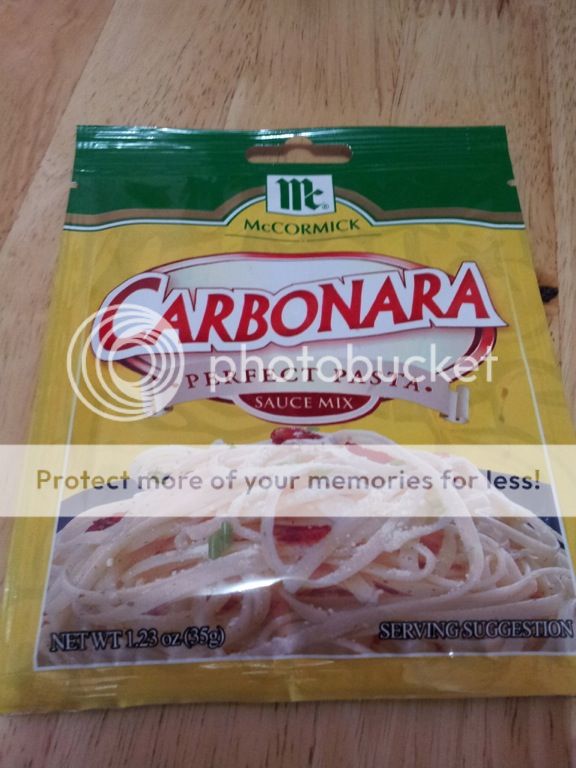 Mc
McCORMICK
CARBONARA
PERFECT PASTA
SAUCE MIX
photobucket
Protect more of your memories for less!
NET WT 1.23 oz (35g)
SERVING SUGGESTION